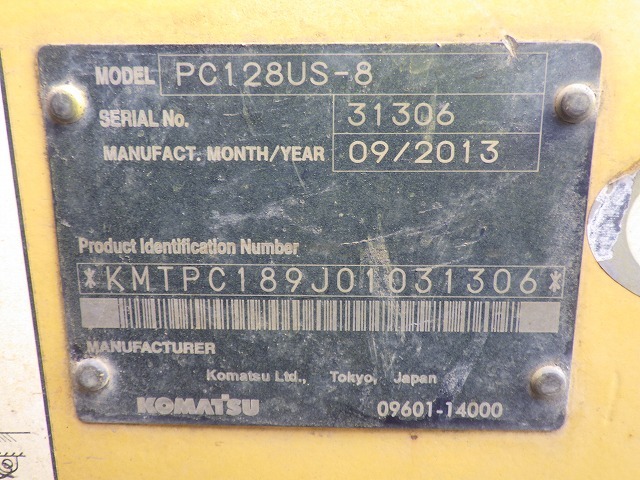 MODEL PC128US-8
SERIAL No. 31306
MANUFACT. MONTH/YEAR 09/2013
Product Identification Number
*KMTPC189J01031306*
MANUFACTURER
Komatsu Ltd., Tokyo, Japan
KOMATSU 09601-14000